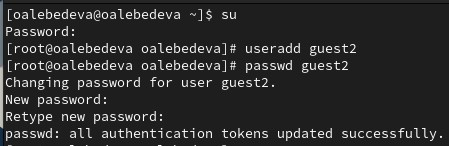 [oalebedeva@oalebedeva ~]$ su
Password:
[root@oalebedeva oalebedeva]# useradd guest2
[root@oalebedeva oalebedeva]# passwd guest2
Changing password for user guest2.
New password:
Retype new password:
passwd: all authentication tokens updated successfully.